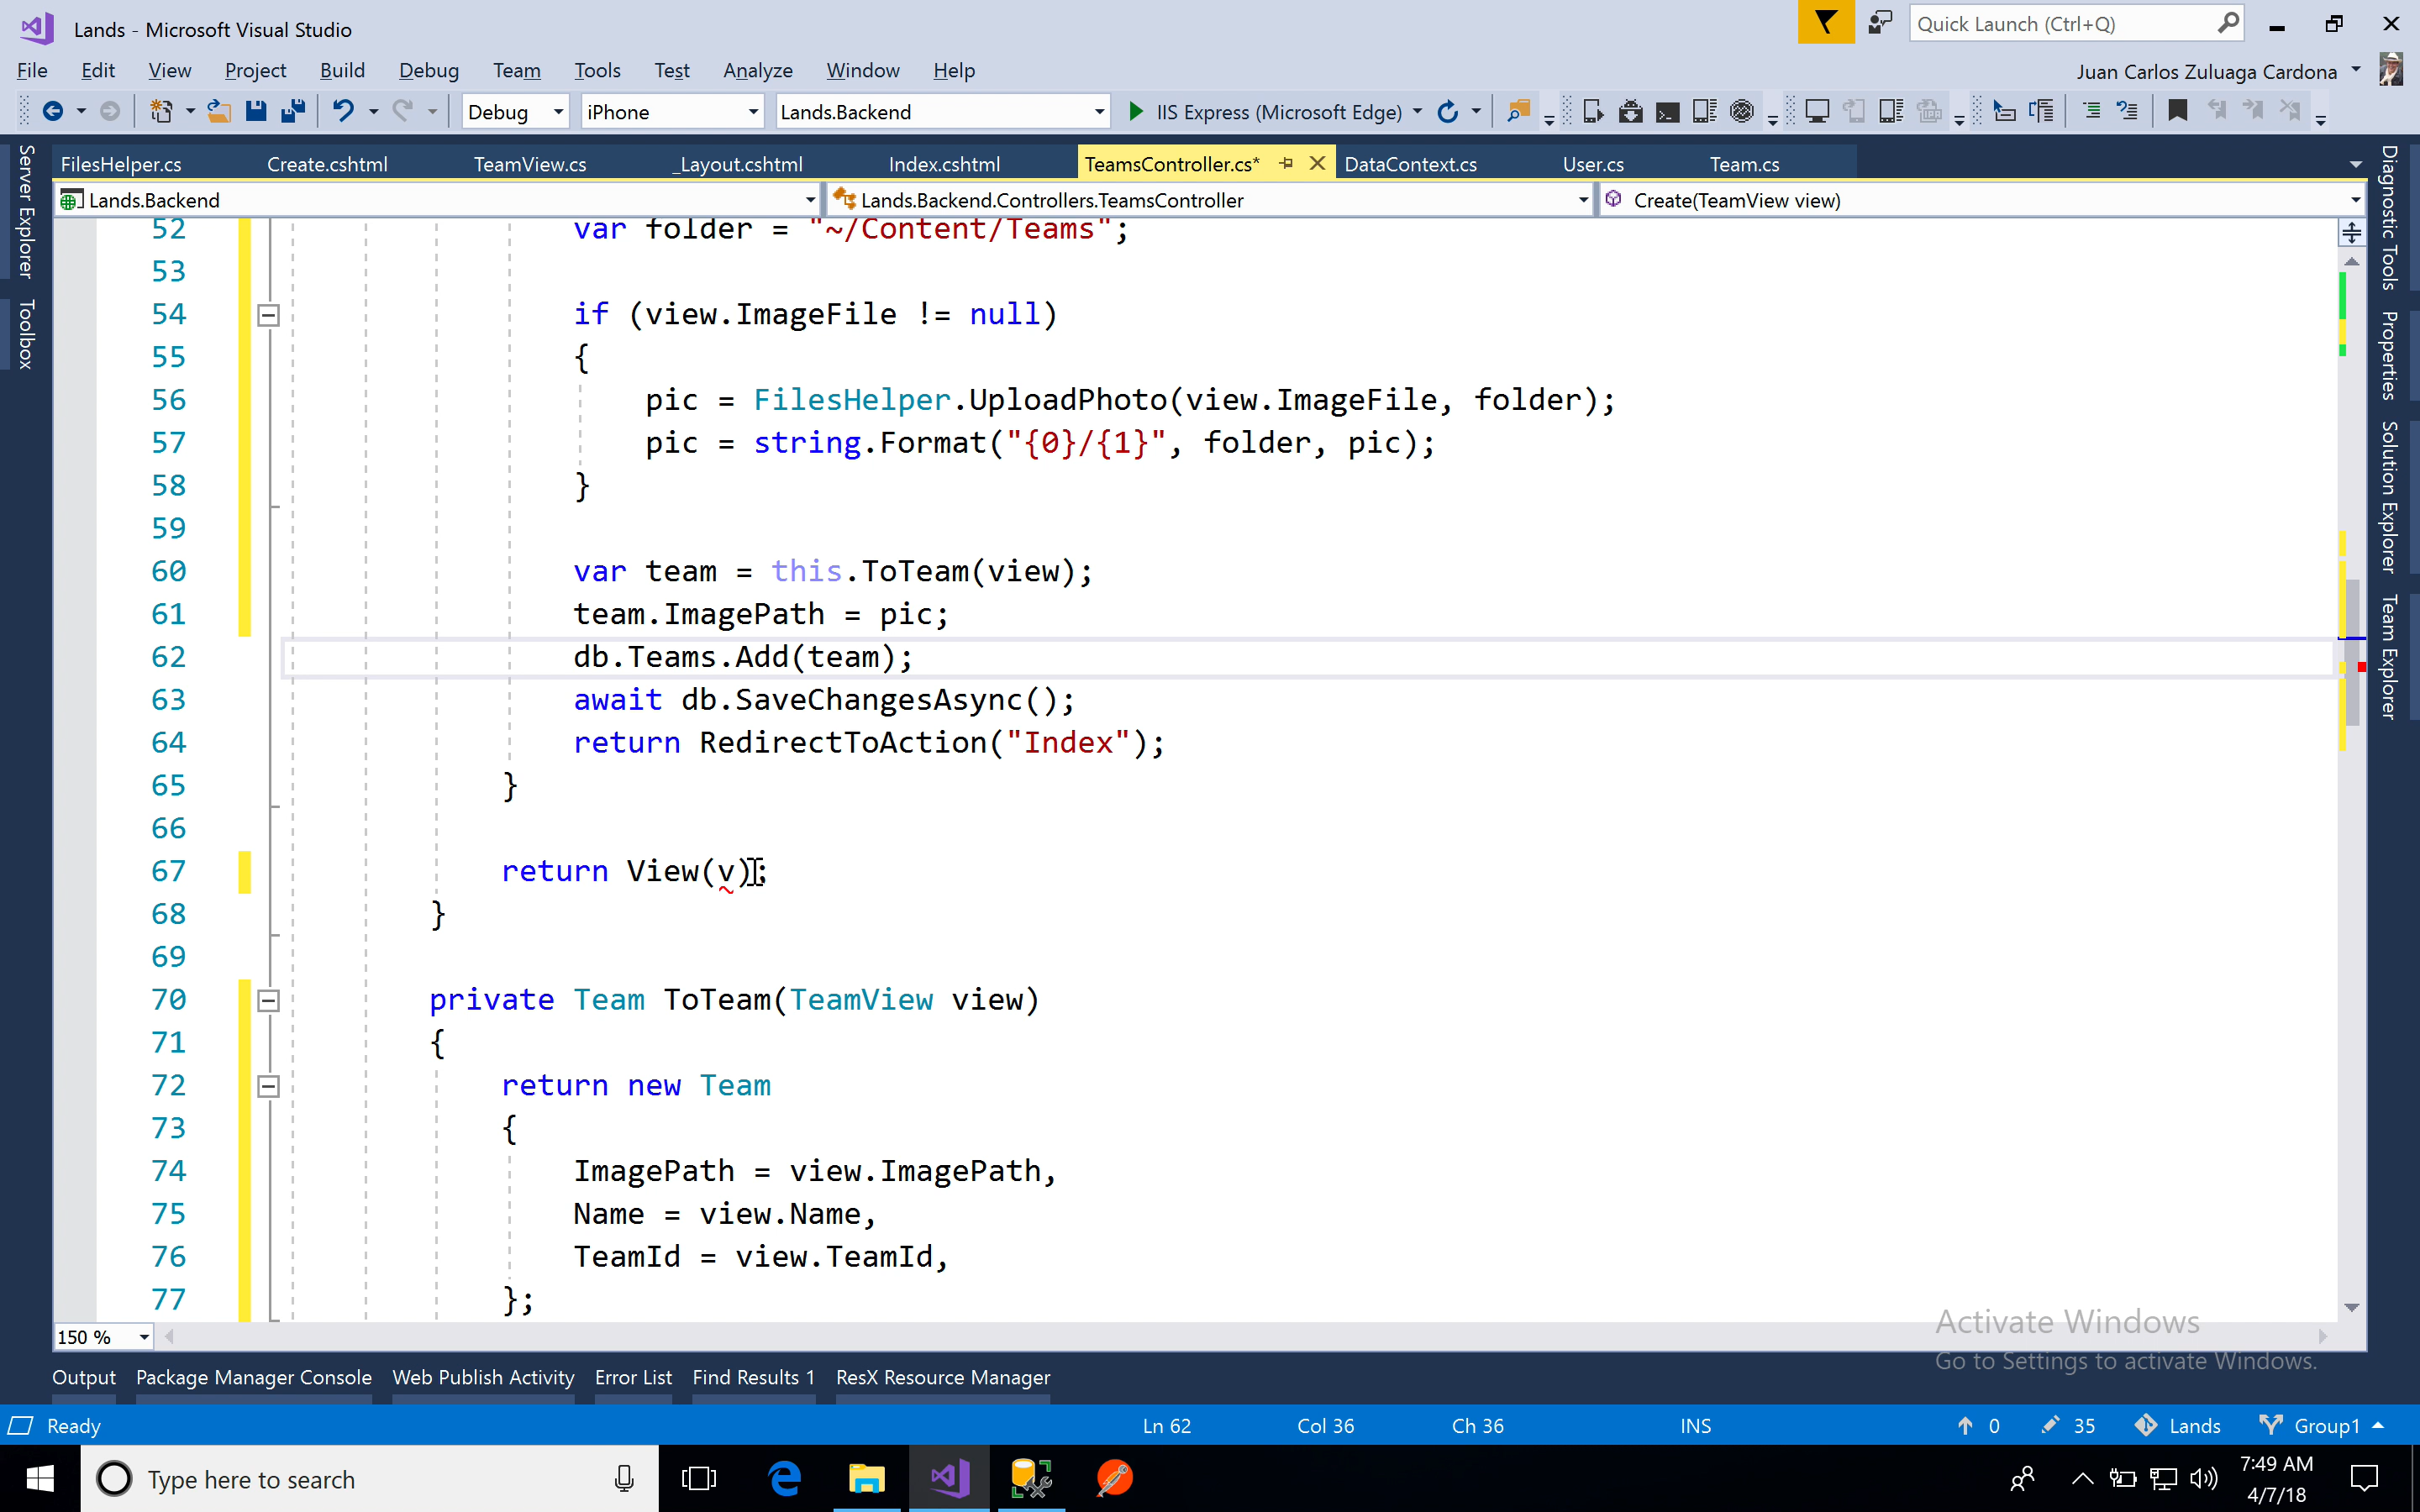 Lands - Microsoft Visual Studio
Quick Launch (Ctrl+Q)
File Edit View Project Build Debug Team Tools Test Analyze Window Help
Juan Carlos Zuluaga Cardona
Debug iPhone Lands.Backend IIS Express (Microsoft Edge)
FilesHelper.cs Create.cshtml TeamView.cs _Layout.cshtml Index.cshtml TeamsController.cs* DataContext.cs User.cs Team.cs
Lands.Backend Lands.Backend.Controllers.TeamsController Create(TeamView view)
Server Explorer
Toolbox
Diagnostic Tools
Properties
Solution Explorer
Team Explorer
52 var folder = "~/Content/Teams";
53
54 if (view.ImageFile != null)
55 {
56 pic = FilesHelper.UploadPhoto(view.ImageFile, folder);
57 pic = string.Format("{0}/{1}", folder, pic);
58 }
59
60 var team = this.ToTeam(view);
61 team.ImagePath = pic;
62 db.Teams.Add(team);
63 await db.SaveChangesAsync();
64 return RedirectToAction("Index");
65 }
66
67 return View(v);
68 }
69
70 private Team ToTeam(TeamView view)
71 {
72 return new Team
73 {
74 ImagePath = view.ImagePath,
75 Name = view.Name,
76 TeamId = view.TeamId,
77 };
150 %
Activate Windows
Go to Settings to activate Windows.
Output Package Manager Console Web Publish Activity Error List Find Results 1 ResX Resource Manager
Ready Ln 62 Col 36 Ch 36 INS 0 35 Lands Group1
Type here to search
7:49 AM
4/7/18